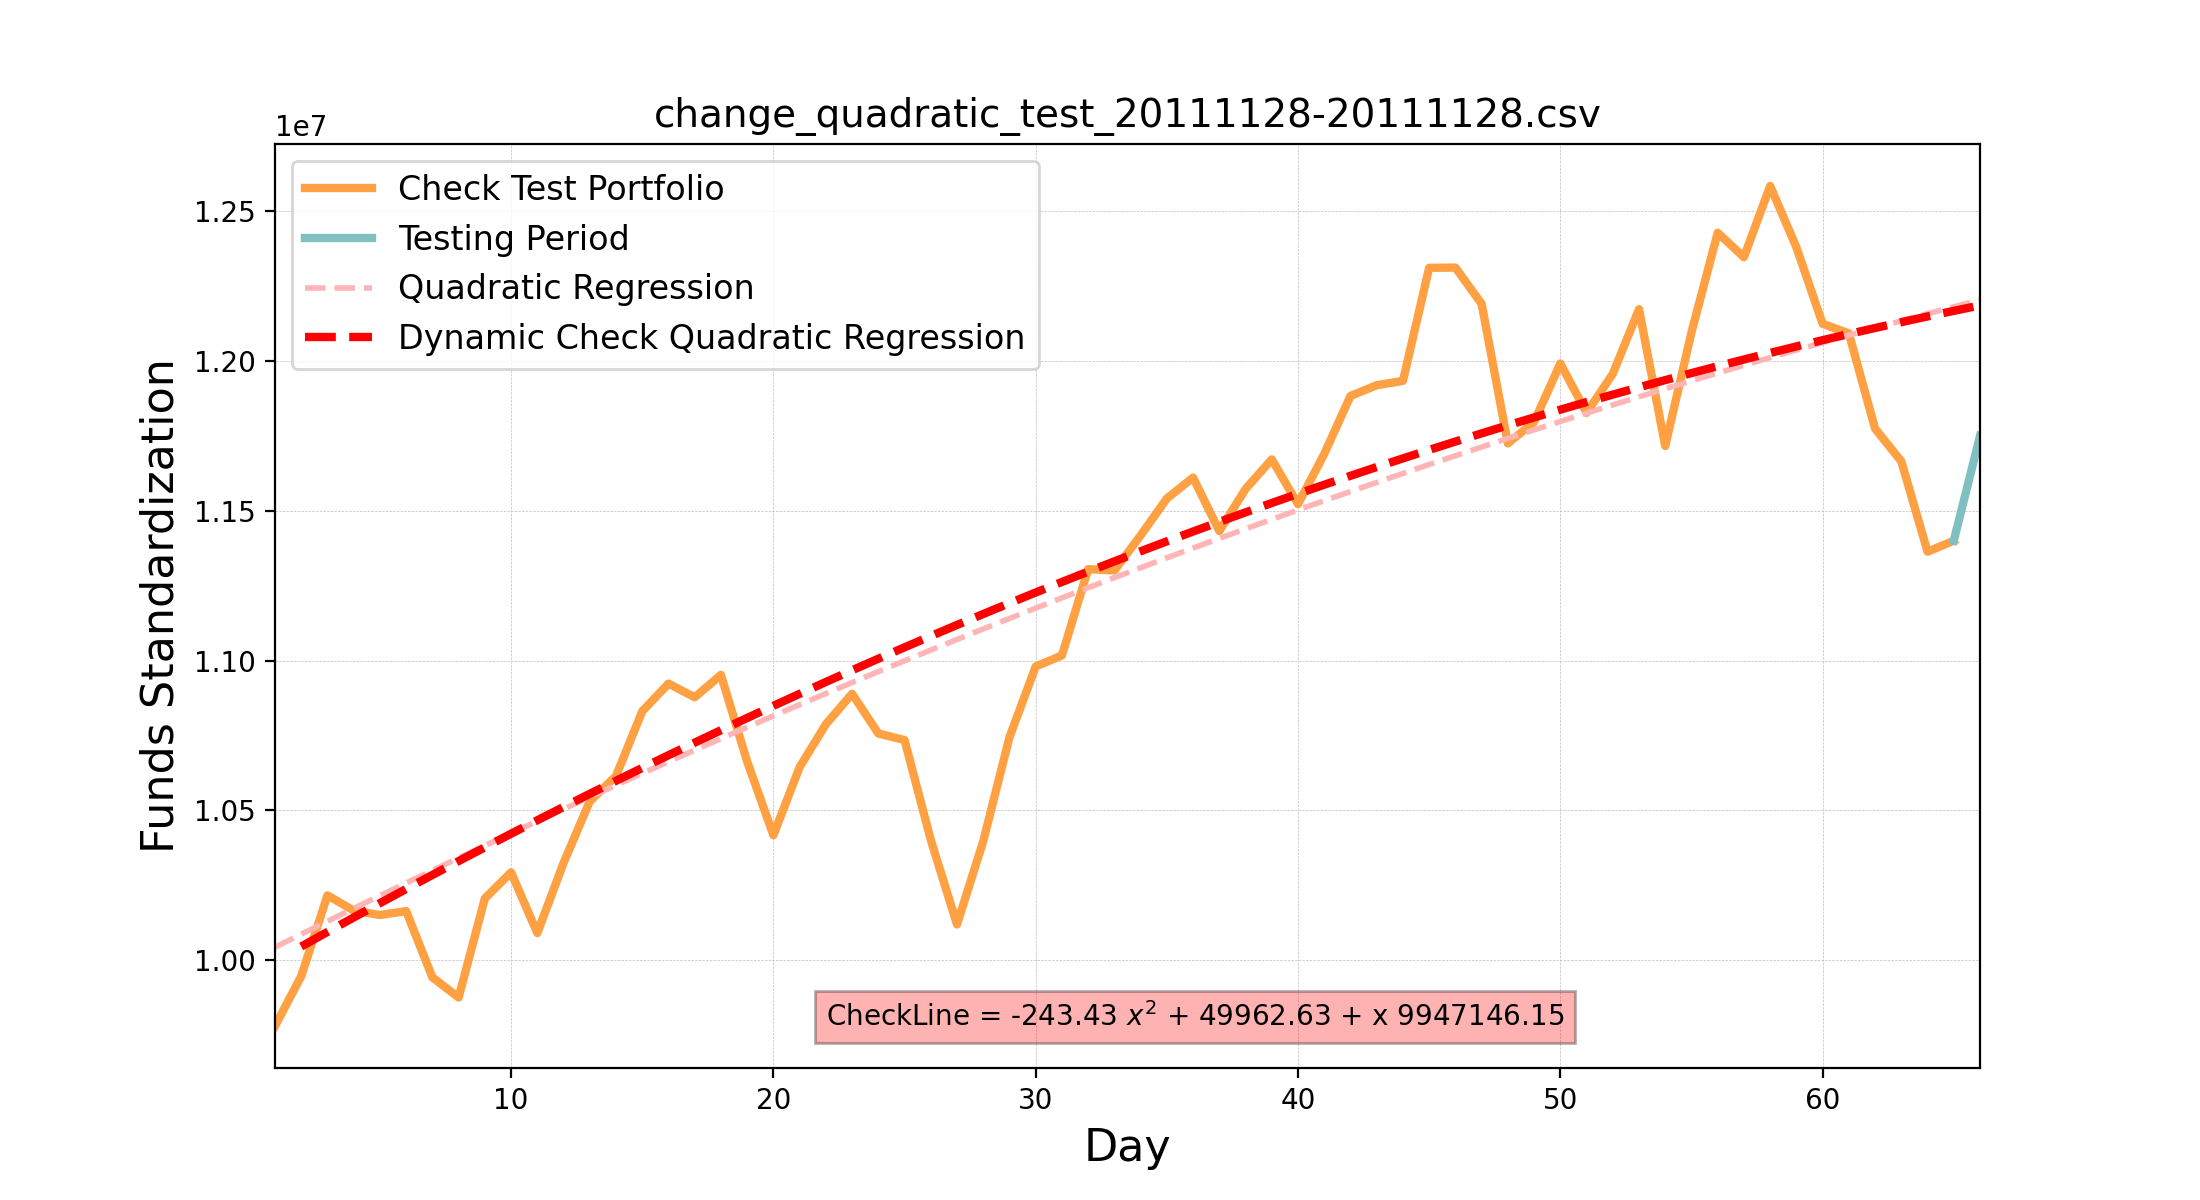 change_quadratic_test_20111128-20111128.csv
1e7
Check Test Portfolio
Testing Period
Quadratic Regression
Dynamic Check Quadratic Regression
1.25
1.20
1.15
1.10
1.05
1.00
Funds Standardization
CheckLine = -243.43 x² + 49962.63 + x 9947146.15
10 20 30 40 50 60
Day